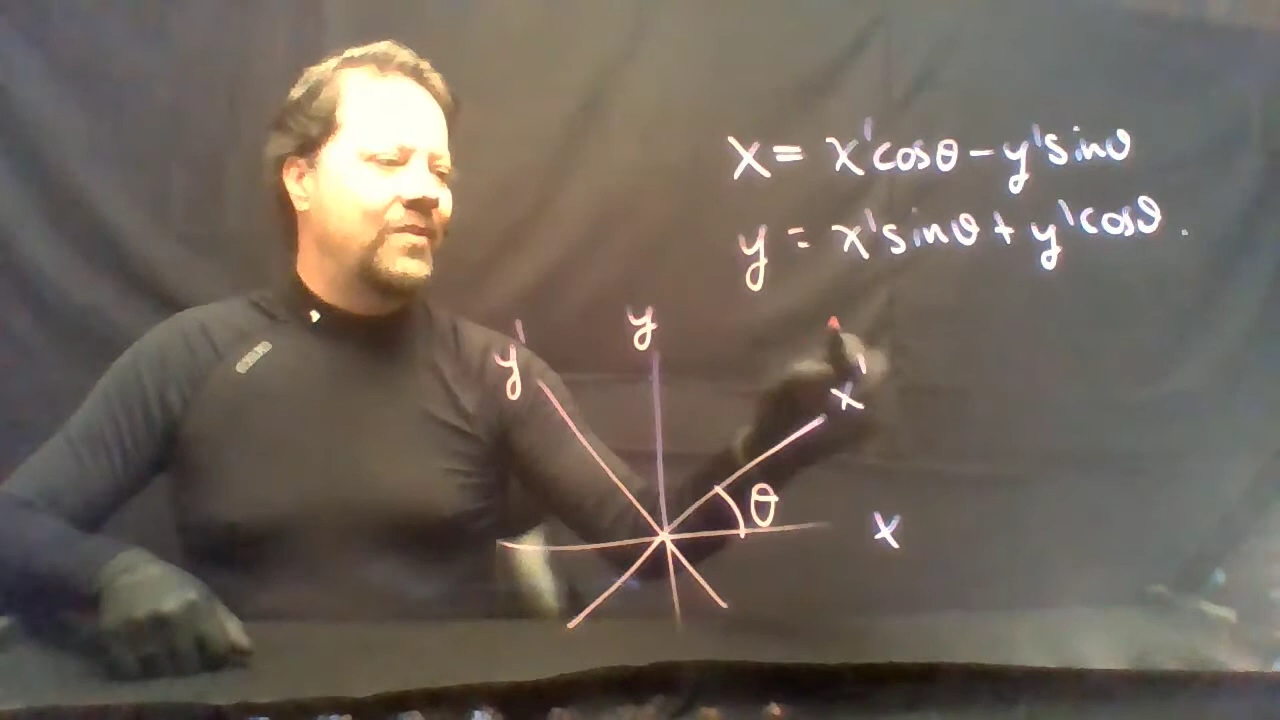 x = x'cosθ - y'sinθ
y = x'sinθ + y'cosθ.
y'
y
x'
θ
x